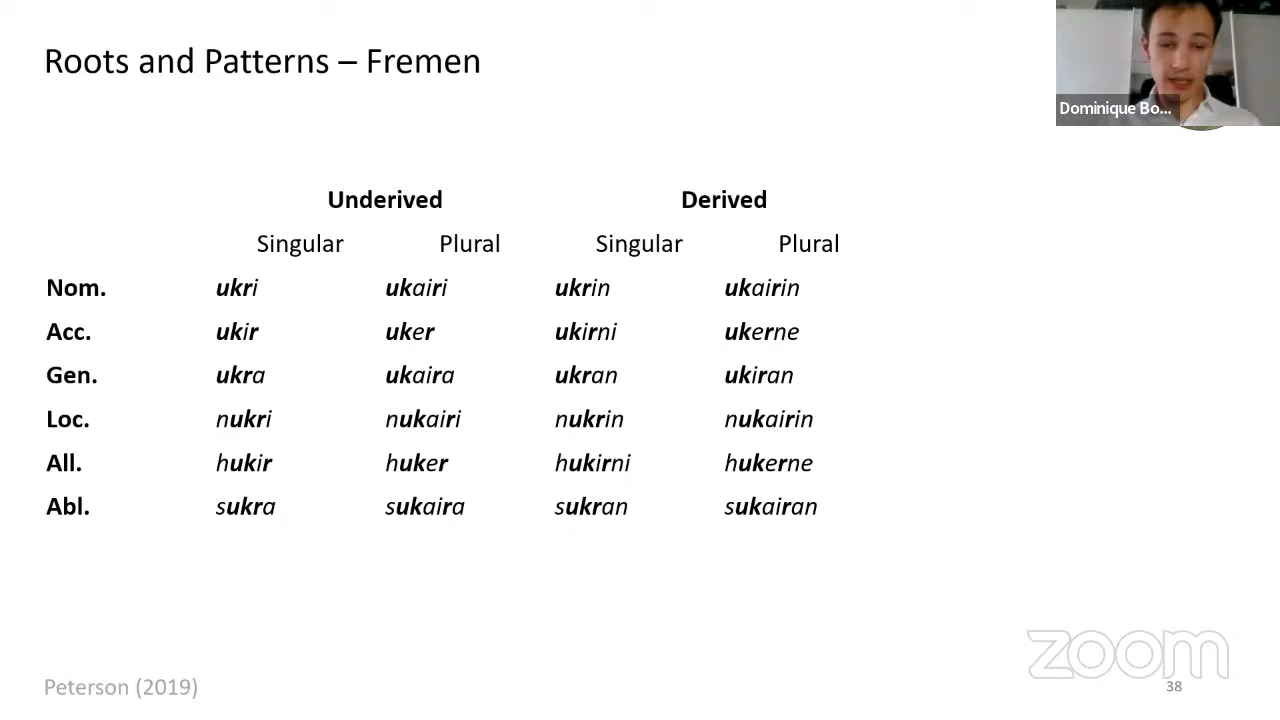 Roots and Patterns – Fremen
Dominique Bo...
Underived Derived
Singular Plural Singular Plural
Nom. ukri ukairi ukrin ukairin
Acc. ukir uker ukirni ukerne
Gen. ukra ukaira ukran ukiran
Loc. nukri nukairi nukrin nukairin
All. hukir huker hukirni hukerne
Abl. sukra sukaira sukran sukairan
zoom
Peterson (2019) 38